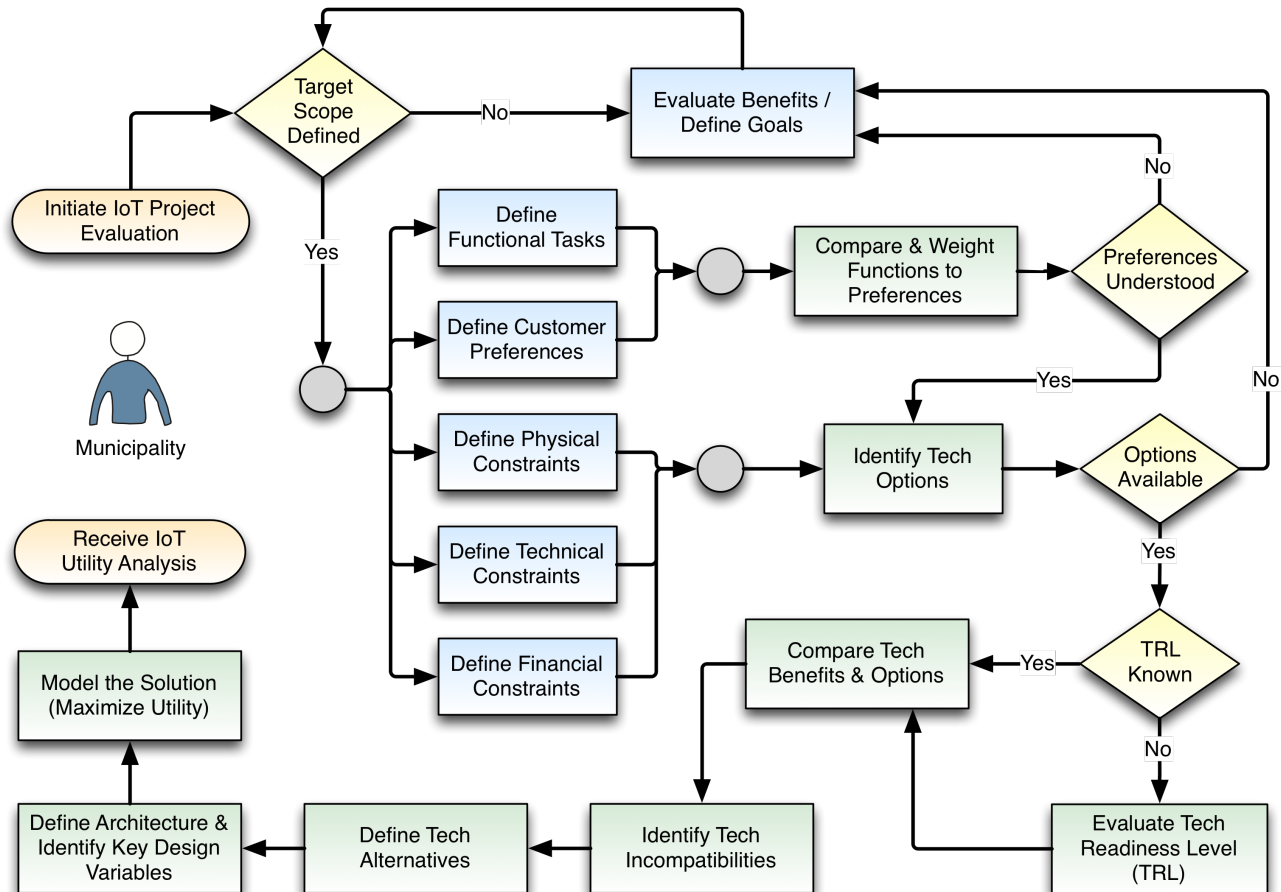 Target
Scope
Defined
No
Evaluate Benefits /
Define Goals
No
Initiate IoT Project
Evaluation
Yes
Define
Functional Tasks
Compare & Weight
Functions to
Preferences
Preferences
Understood
Define Customer
Preferences
Yes
No
Municipality
Define Physical
Constraints
Identify Tech
Options
Options
Available
Receive IoT
Utility Analysis
Define Technical
Constraints
Yes
Define Financial
Constraints
Compare Tech
Benefits & Options
Yes
TRL
Known
No
Model the Solution
(Maximize Utility)
Define Architecture &
Identify Key Design
Variables
Define Tech
Alternatives
Identify Tech
Incompatibilities
Evaluate Tech
Readiness Level
(TRL)